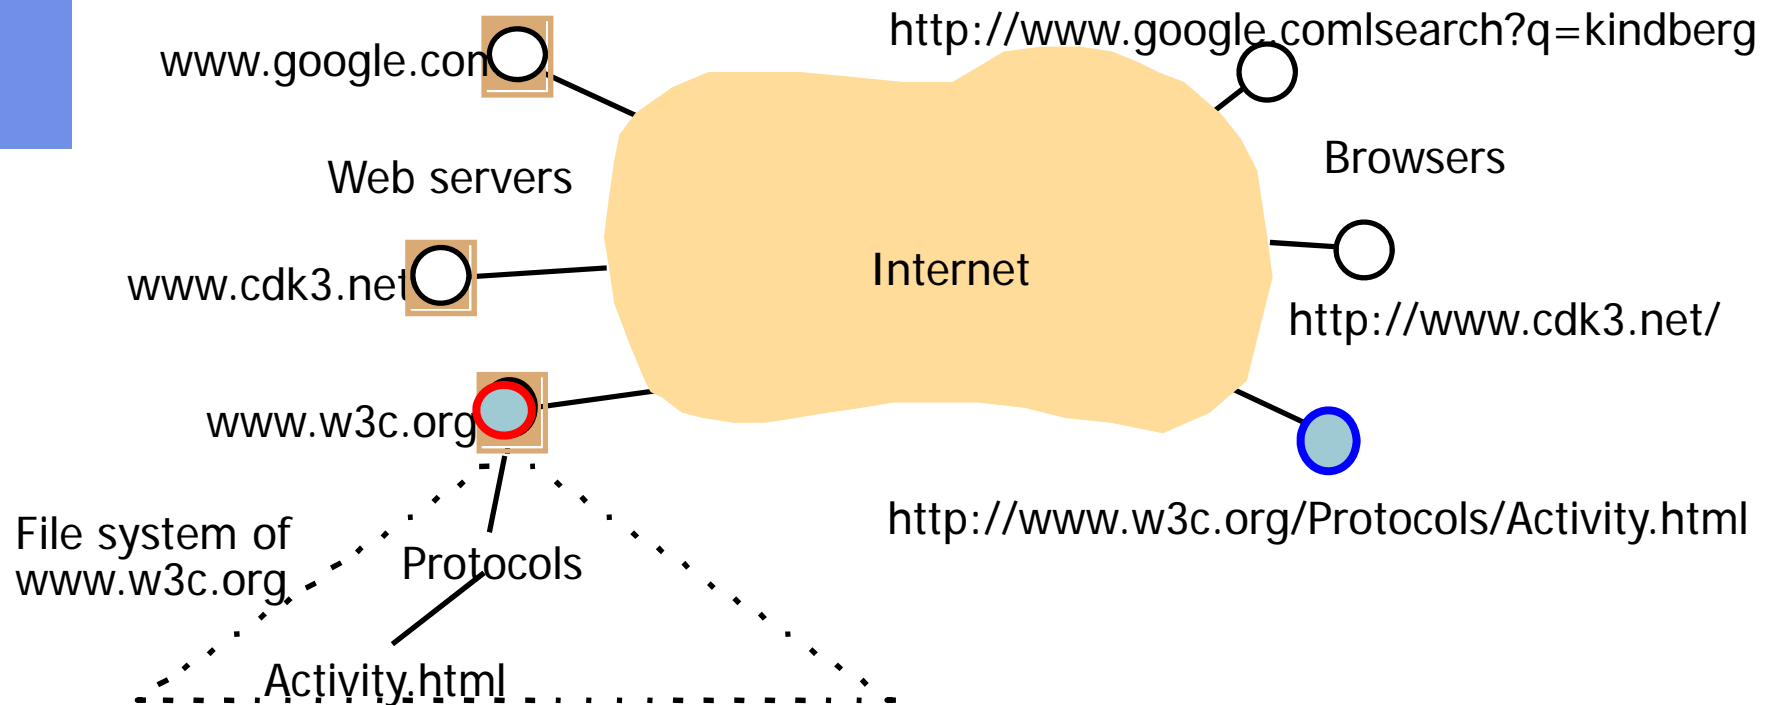 http://www.google.comlsearch?q=kindberg
www.google.com
Browsers
Web servers
Internet
www.cdk3.net
http://www.cdk3.net/
www.w3c.org
http://www.w3c.org/Protocols/Activity.html
File system of
www.w3c.org
Protocols
Activity.html